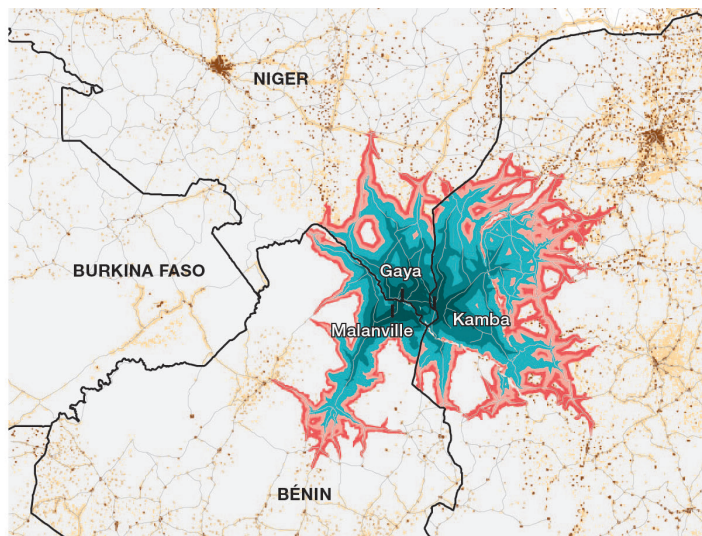 NIGER
BURKINA FASO
Gaya
Malanville
Kamba
BÉNIN